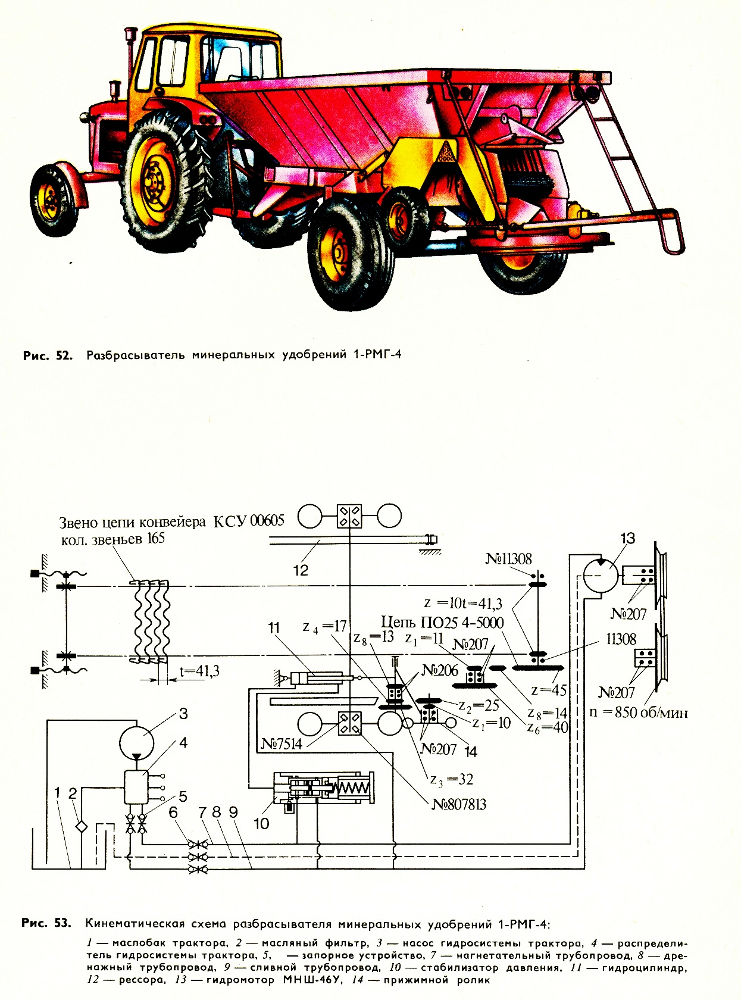 Рис. 52. Разбрасыватель минеральных удобрений 1-РМГ-4
Звено цепи конвейера КСУ 00605
кол. звеньев 165
12
13
№11308
№207
z =10t=41,3
Цепь ПО25 4-5000
11
z4 =17
z8 =13
z1 =11
№207
11308
t=41,3
№206
z=45
№207
z2 =25
z8 =14
n =850 об/мин
3
z1 =10
z6 =40
4
№7514
№207
14
z3 =32
1
2
5
№807813
6
7
8
9
10
Рис. 53. Кинематическая схема разбрасывателя минеральных удобрений 1-РМГ-4:
1 — маслобак трактора, 2 — масляный фильтр, 3 — насос гидросистемы трактора, 4 — распредели-
тель гидросистемы трактора, 5, — запорное устройство, 7 — нагнетательный трубопровод, 8 — дре-
нажный трубопровод, 9 — сливной трубопровод, 10 — стабилизатор давления, 11 — гидроцилиндр,
12 — рессора, 13 — гидромотор МНШ-46У, 14 — прижимной ролик